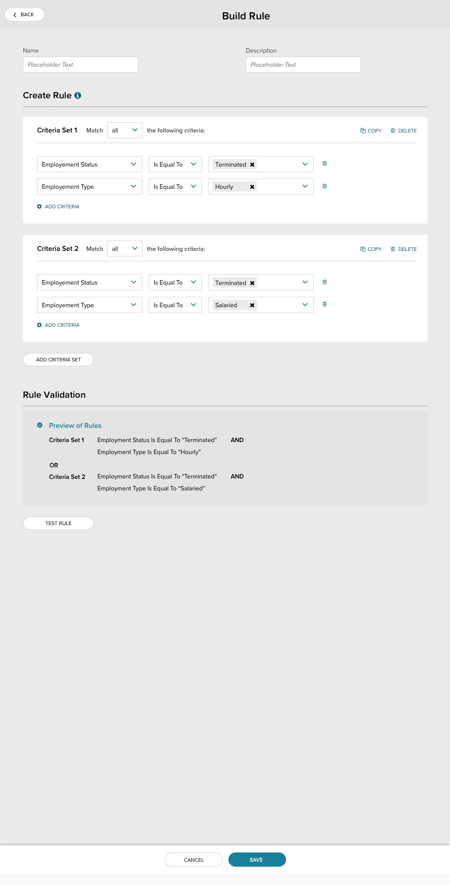 BACK
Build Rule
Name
Description
Placeholder Text
Placeholder Text
Create Rule
Criteria Set 1 Match all the following criteria: COPY DELETE
Employement Status Is Equal To Terminated
Employement Type Is Equal To Hourly
ADD CRITERIA
Criteria Set 2 Match all the following criteria: COPY DELETE
Employement Status Is Equal To Terminated
Employement Type Is Equal To Salaried
ADD CRITERIA
ADD CRITERIA SET
Rule Validation
Preview of Rules
Criteria Set 1 Employment Status Is Equal To "Terminated" AND
Employment Type Is Equal To "Hourly"
OR
Criteria Set 2 Employment Status Is Equal To "Terminated" AND
Employment Type Is Equal To "Salaried"
TEST RULE
CANCEL
SAVE